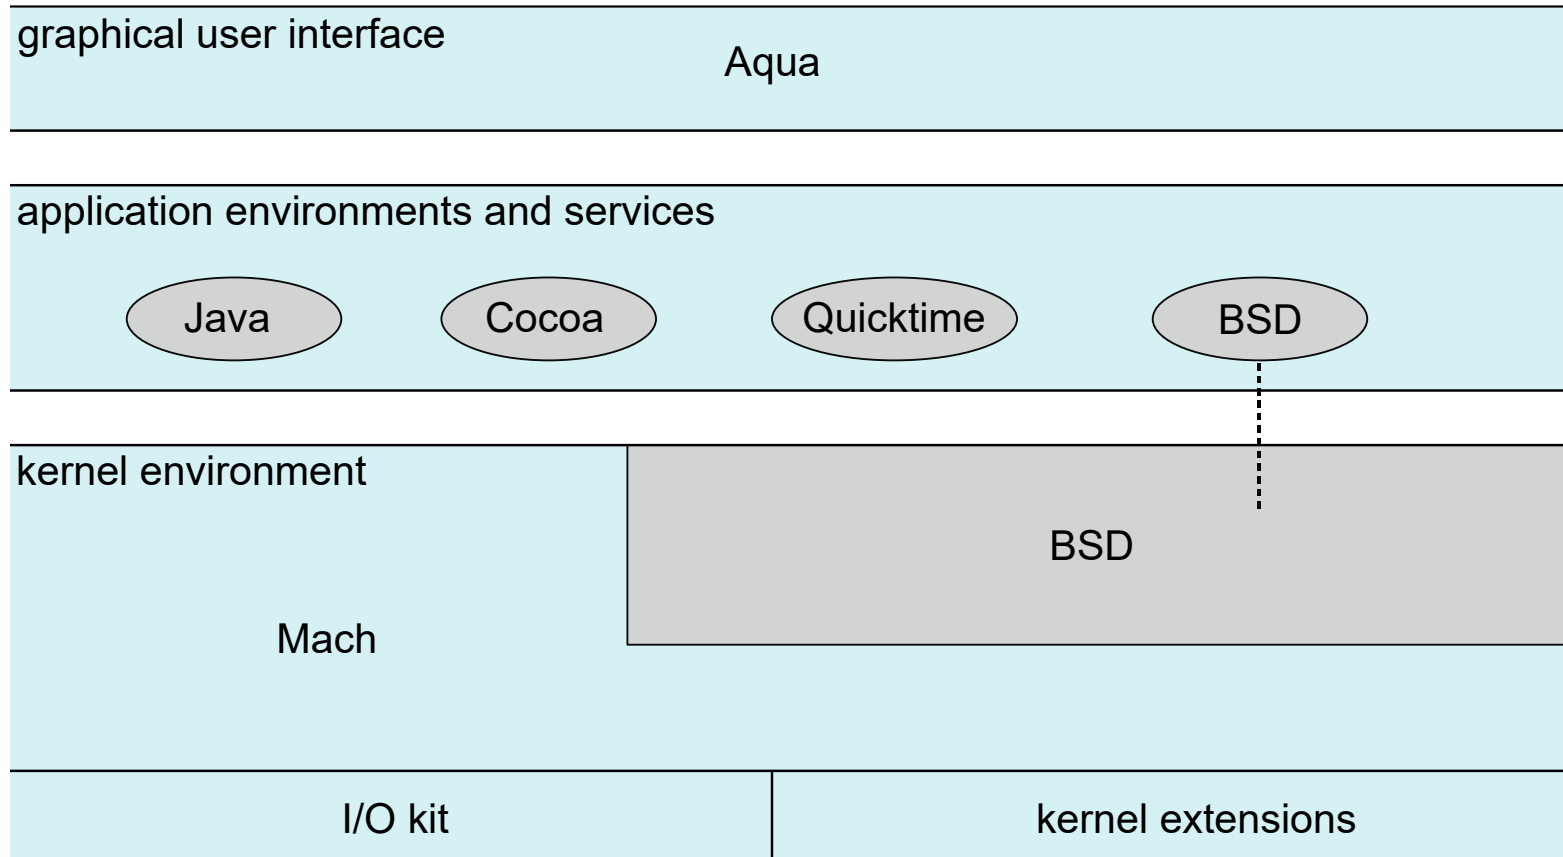 graphical user interface
Aqua
application environments and services
Java
Cocoa
Quicktime
BSD
kernel environment
BSD
Mach
I/O kit
kernel extensions